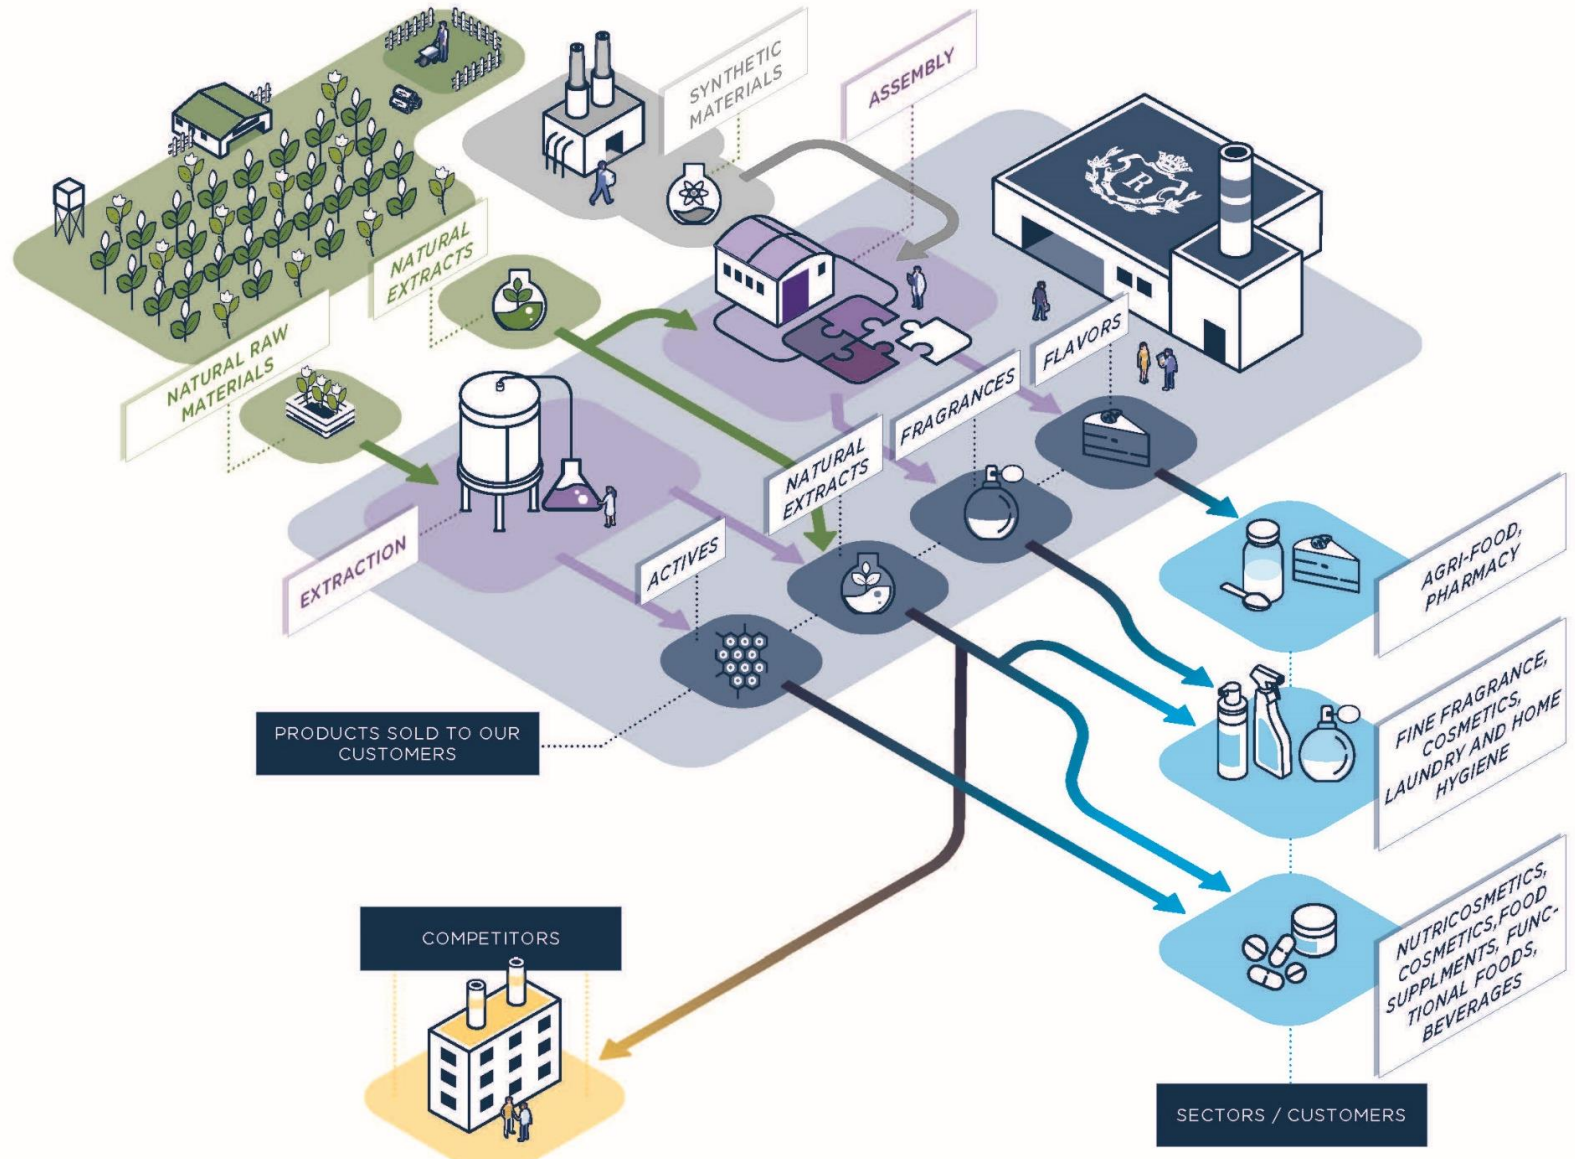 SYNTHETIC
MATERIALS
ASSEMBLY
R
NATURAL
EXTRACTS
NATURAL RAW
MATERIALS
FLAVORS
FRAGRANCES
NATURAL
EXTRACTS
EXTRACTION
ACTIVES
AGRI-FOOD,
PHARMACY
PRODUCTS SOLD TO OUR
CUSTOMERS
FINE FRAGRANCE,
COSMETICS,
LAUNDRY AND HOME
HYGIENE
COMPETITORS
NUTRICOSMETICS,
COSMETICS,FOOD
SUPPLMENTS, FUNC-
TIONAL FOODS,
BEVERAGES
SECTORS / CUSTOMERS